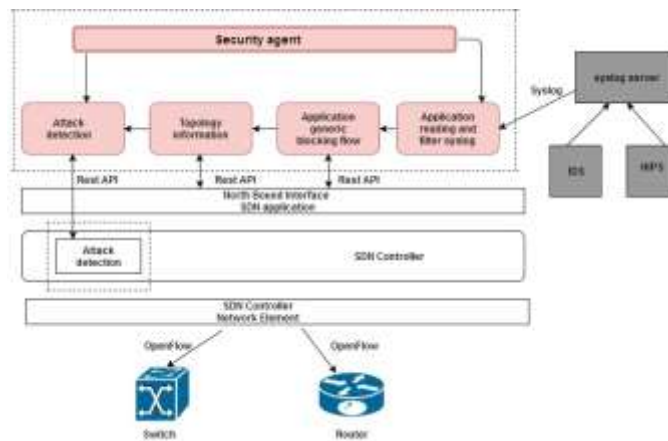 Security agent
syslog server
Syslog
Attack
detection
Topology
information
Application
generic
blocking flow
Application
reading and
filter syslog
IDS
HIPS
Rest API
Rest API
Rest API
North Bound Interface
SDN application
Attack
detection
SDN Controller
SDN Controller
Network Element
OpenFlow
OpenFlow
Switch
Router